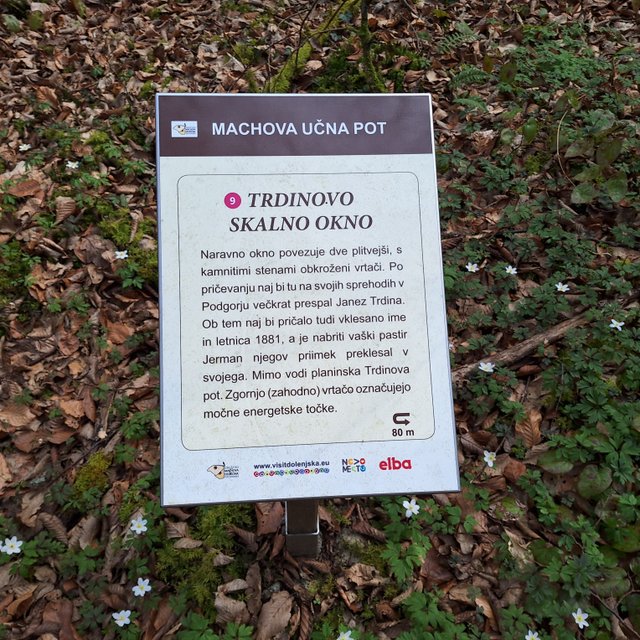 MACHOVA UČNA POT
9 TRDINOVO
SKALNO OKNO
Naravno okno povezuje dve plitvejši, s
kamnitimi stenami obkroženi vrtači. Po
pričevanju naj bi tu na svojih sprehodih v
Podgorju večkrat prespal Janez Trdina.
Ob tem naj bi pričalo tudi vklesano ime
in letnica 1881, a je nabriti vaški pastir
Jerman njegov priimek preklesal v
svojega. Mimo vodi planinska Trdinova
pot. Zgornjo (zahodno) vrtačo označujejo
močne energetske točke.
80 m
www.visitdolenjska.eu
NOVO
MESTO
elba